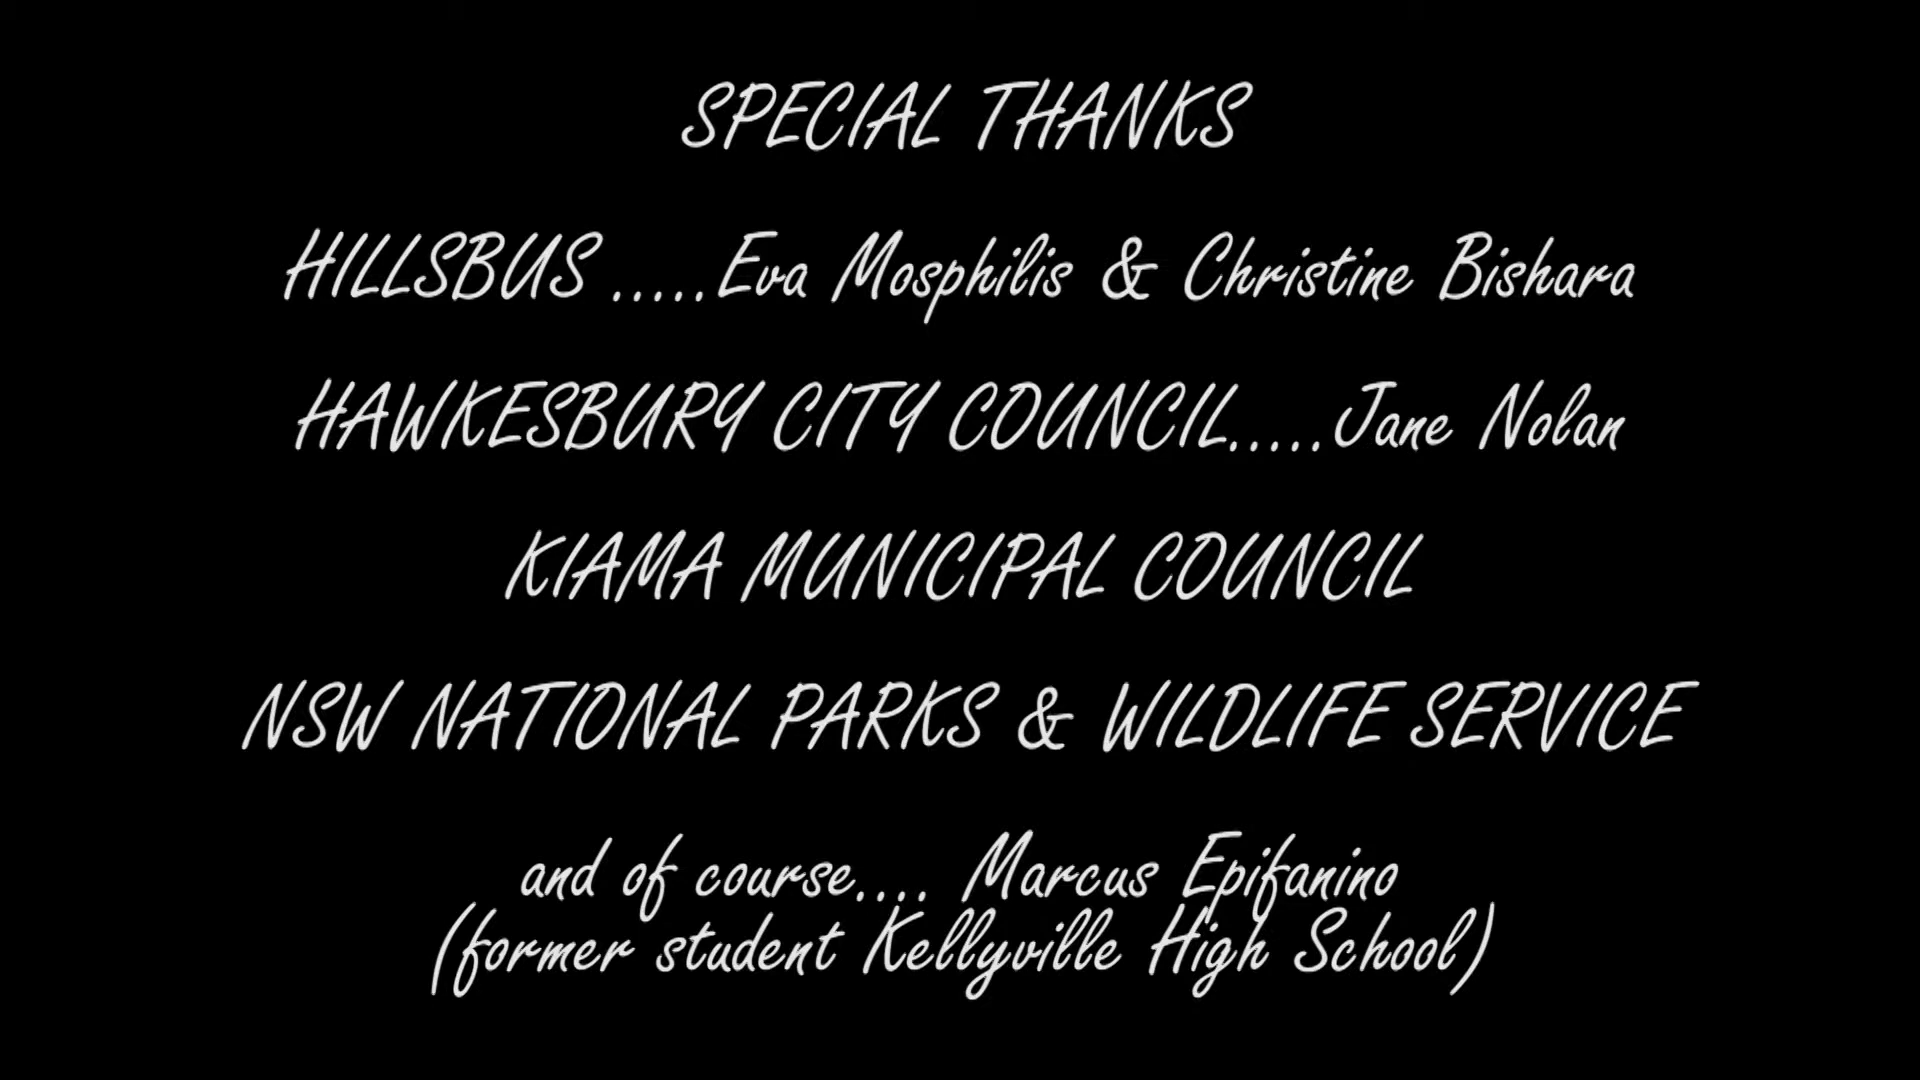 SPECIAL THANKS
HILLSBUS .....Eva Mosphilis & Christine Bishara
HAWKESBURY CITY COUNCIL.....Jane Nolan
KIAMA MUNICIPAL COUNCIL
NSW NATIONAL PARKS & WILDLIFE SERVICE
and of course.... Marcus Epifanino
(former student Kellyville High School)